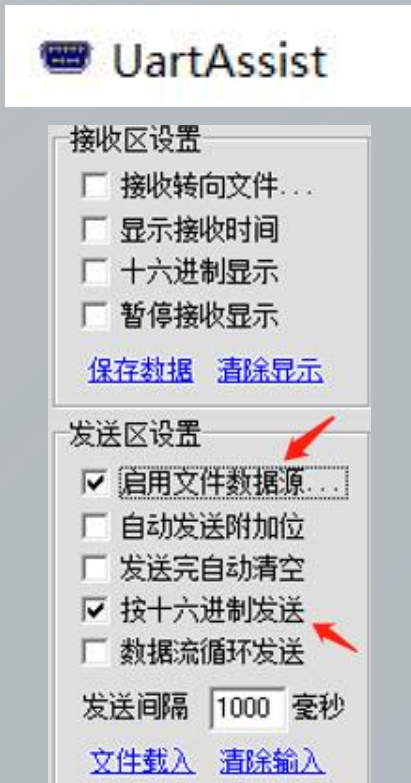 UartAssist
接收区设置
接收转向文件...
显示接收时间
十六进制显示
暂停接收显示
保存数据 清除显示
发送区设置
启用文件数据源...
自动发送附加位
发送完自动清空
按十六进制发送
数据流循环发送
发送间隔 1000 毫秒
文件载入 清除输入